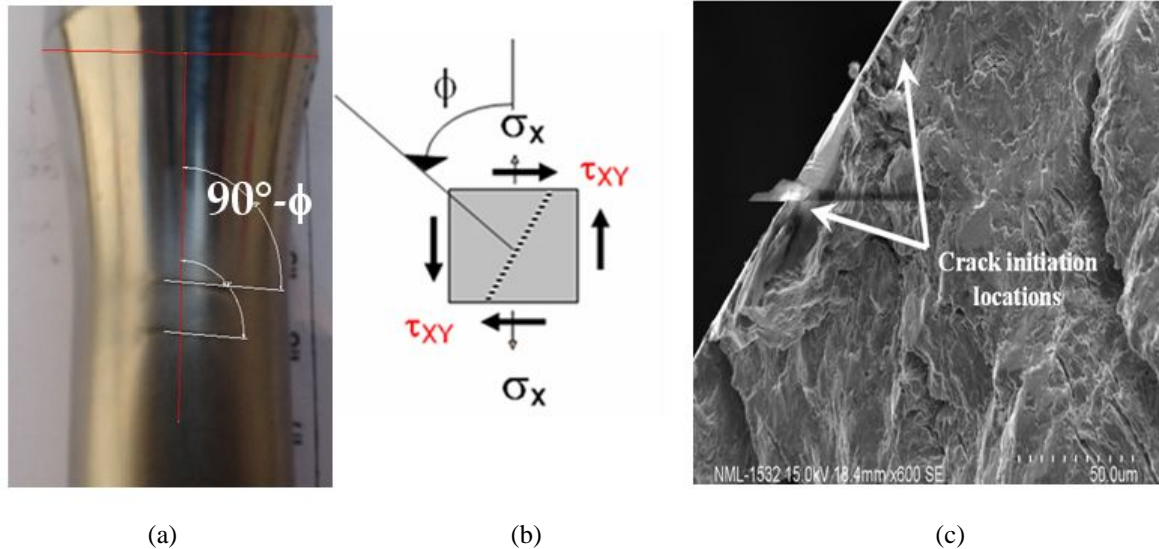 90°-ϕ
ϕ
σx
τXY
τXY
σx
Crack initiation
locations
NML-1532 15.0kV 18.4mm x600 SE
50.0um
(a)
(b)
(c)